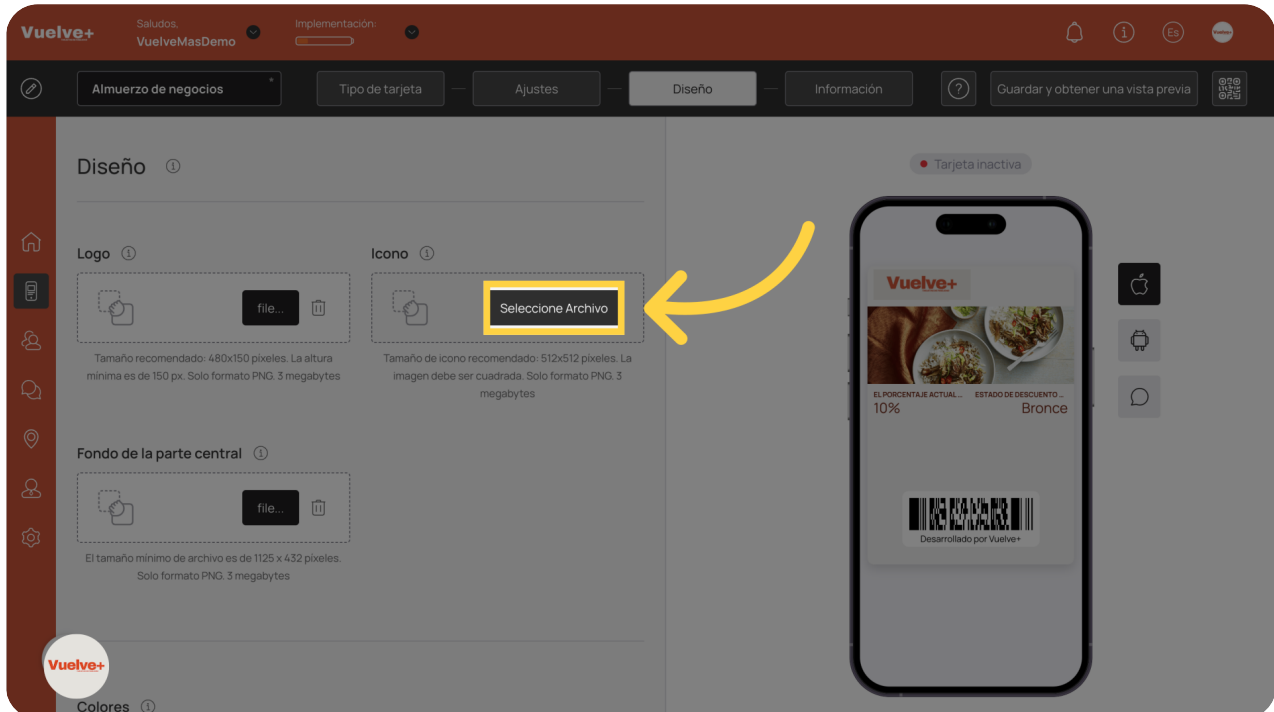 Vuelve+
Saludos,
VuelveMasDemo
Implementación:
Es
Vuelve+
Almuerzo de negocios *
Tipo de tarjeta
Ajustes
Diseño
Información
?
Guardar y obtener una vista previa
Diseño
Tarjeta inactiva
Logo
Icono
file...
Seleccione Archivo
Tamaño recomendado: 480x150 píxeles. La altura
mínima es de 150 px. Solo formato PNG. 3 megabytes
Tamaño de icono recomendado: 512x512 píxeles. La
imagen debe ser cuadrada. Solo formato PNG. 3
megabytes
Fondo de la parte central
file...
El tamaño mínimo de archivo es de 1125 x 432 píxeles.
Solo formato PNG. 3 megabytes
Vuelve+
EL PORCENTAJE ACTUAL ...
ESTADO DE DESCUENTO ...
10%
Bronce
Desarrollado por Vuelve+
Vuelve+
Colores